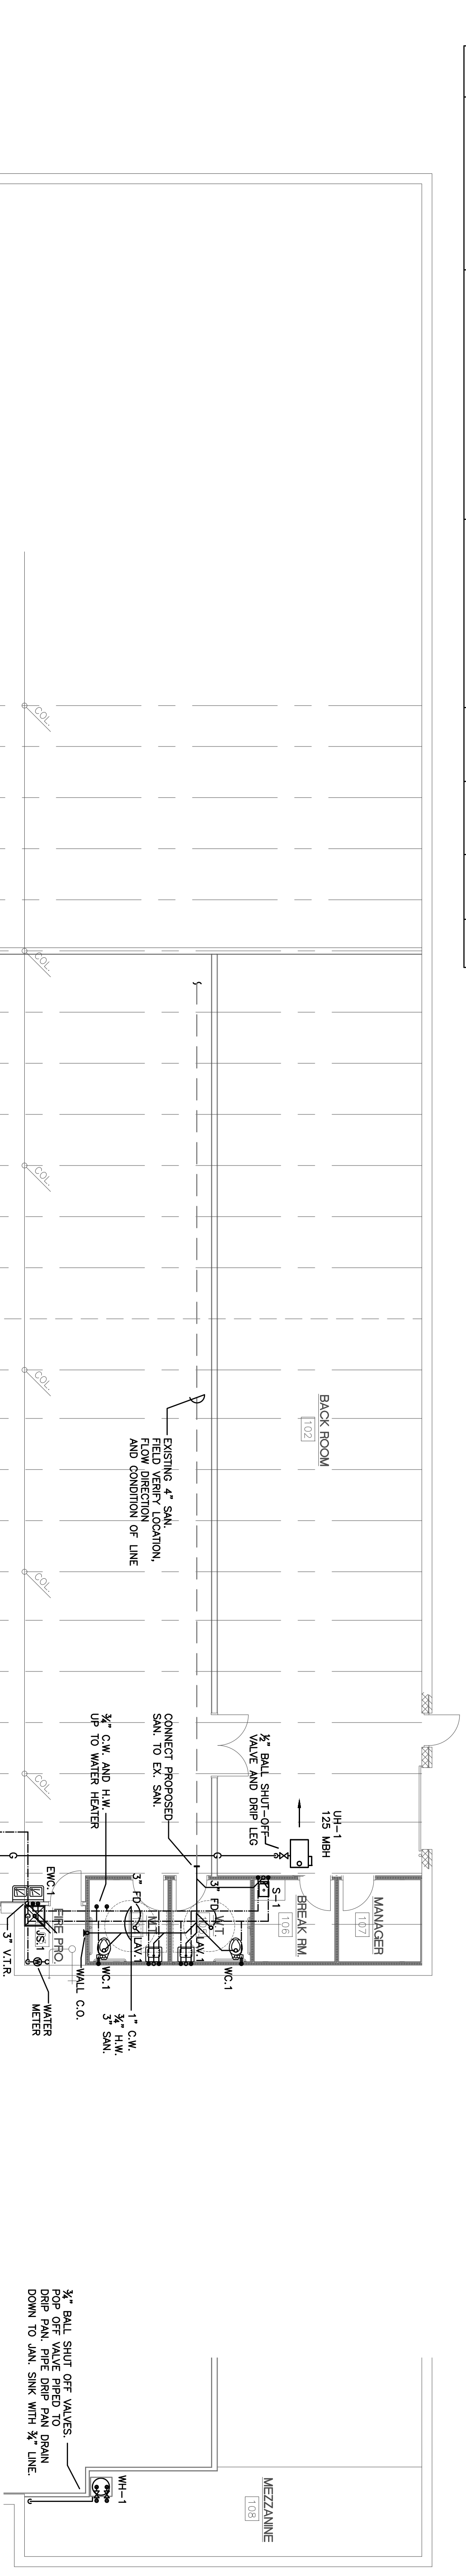 COL.
COL.
COL.
COL.
COL.
COL.
BACK ROOM
102
EXISTING 4" SAN.
FIELD VERIFY LOCATION,
FLOW DIRECTION
AND CONDITION OF LINE
CONNECT PROPOSED
SAN. TO EX. SAN.
¾" C.W. AND H.W.
UP TO WATER HEATER
½" BALL SHUT-OFF
VALVE AND DRIP LEG
UH-1
125 MBH
G
G
G
MANAGER
107
BREAK RM.
106
S-1
W.T.
3" FD
LAV.1
WC.1
M.T.
3" FD
LAV.1
WC.1
1" C.W.
¾" H.W.
3" SAN.
WALL C.O.
EWC.1
FIRE PRO.
JS.1
3" V.T.R.
WATER
METER
¾" BALL SHUT OFF VALVES.
POP OFF VALVE PIPED TO
DRIP PAN. PIPE DRIP PAN DRAIN
DOWN TO JAN. SINK WITH ¾" LINE.
WH-1
MEZZANINE
108